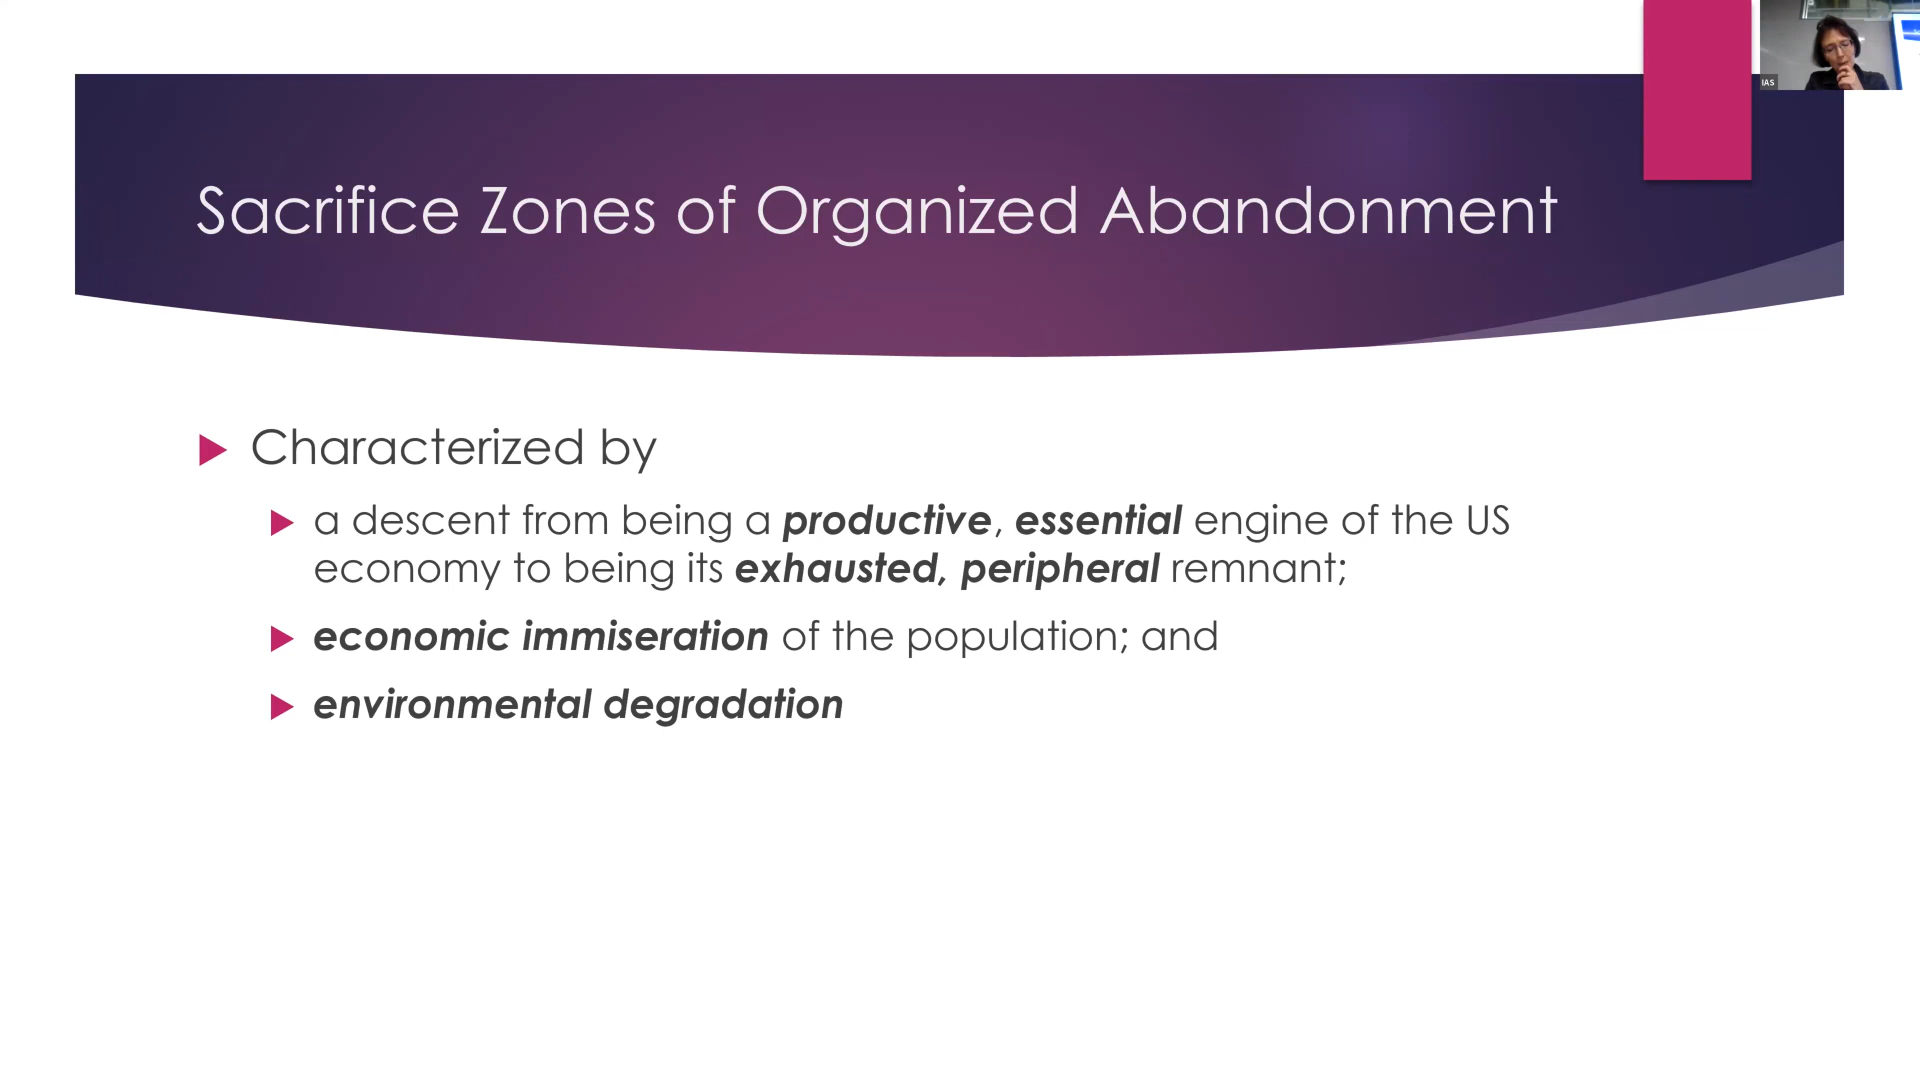 IAS
Sacrifice Zones of Organized Abandonment
Characterized by
a descent from being a productive, essential engine of the US
economy to being its exhausted, peripheral remnant;
economic immiseration of the population; and
environmental degradation